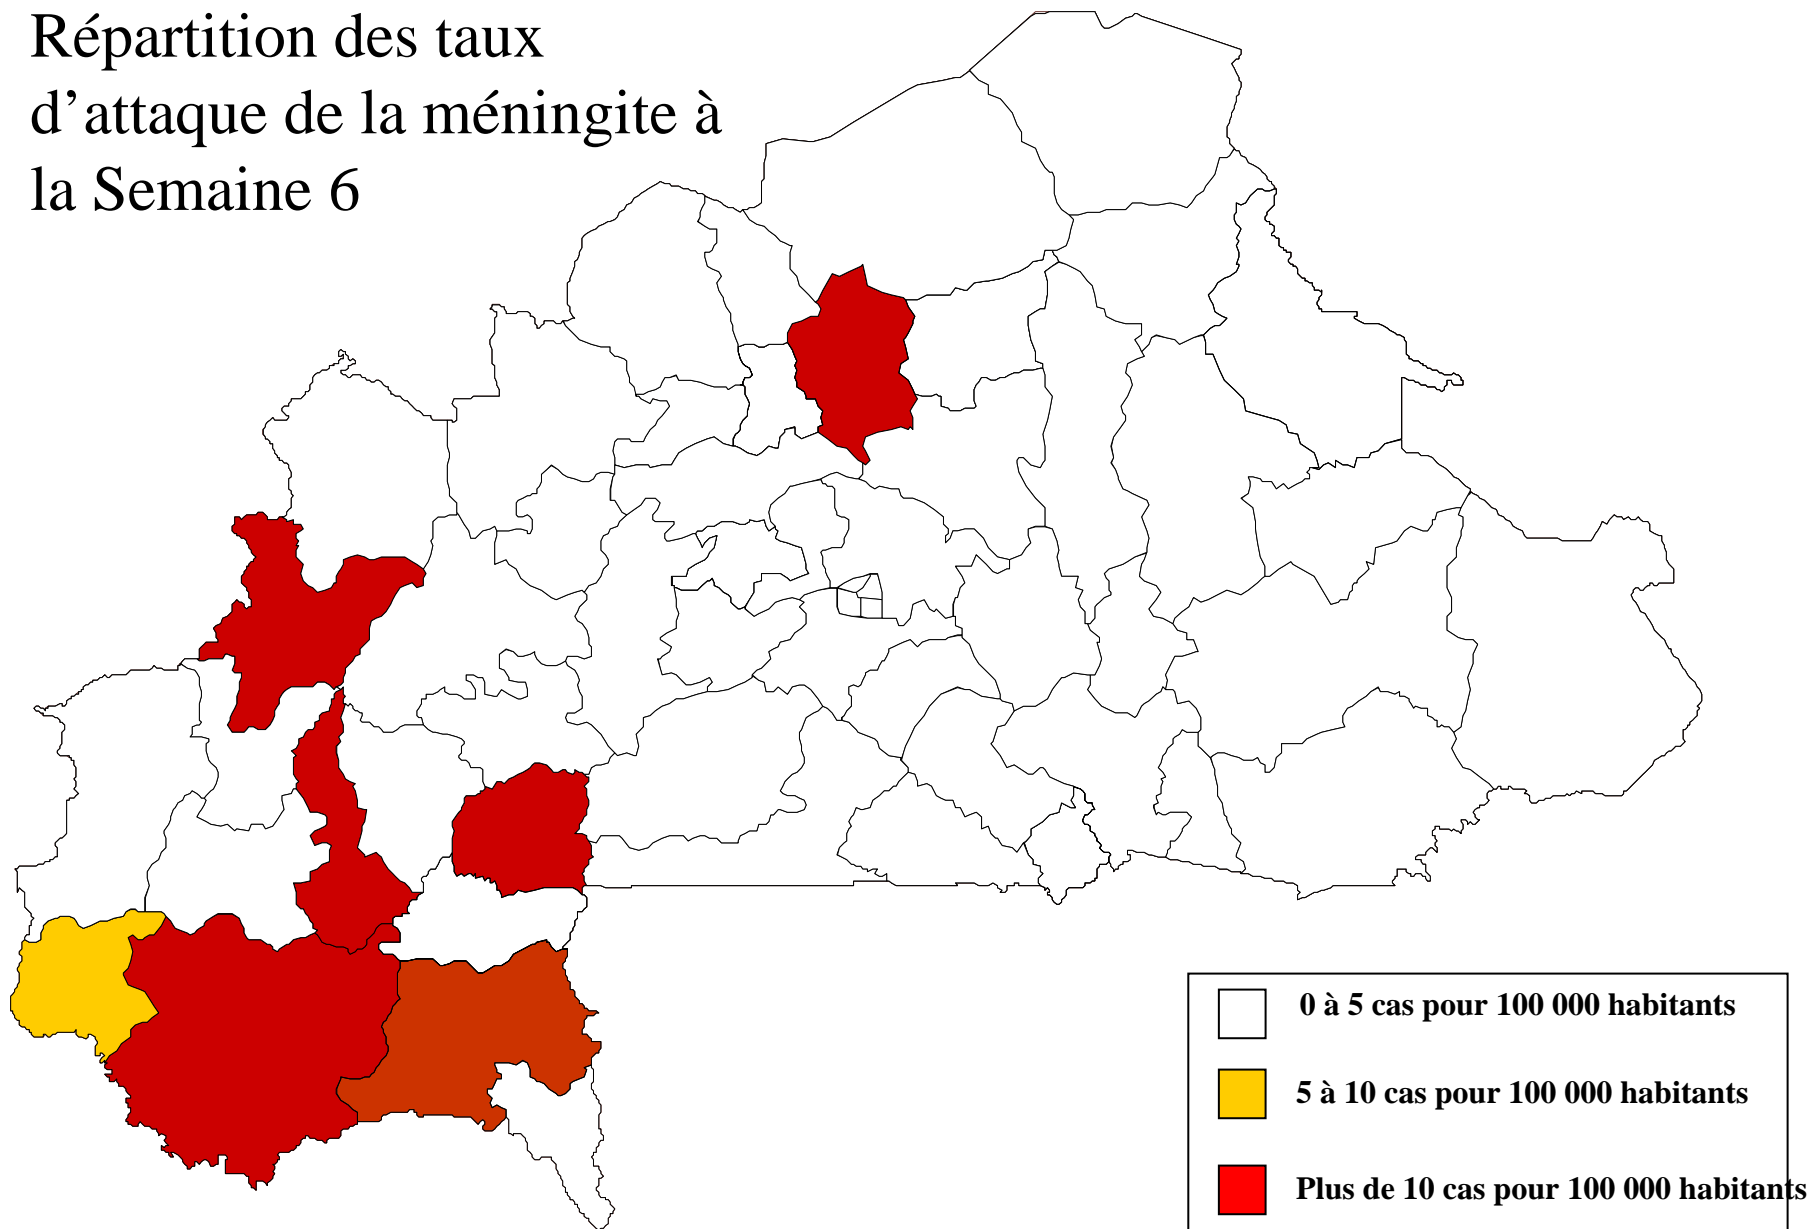 Répartition des taux
d’attaque de la méningite à
la Semaine 6
0 à 5 cas pour 100 000 habitants
5 à 10 cas pour 100 000 habitants
Plus de 10 cas pour 100 000 habitants